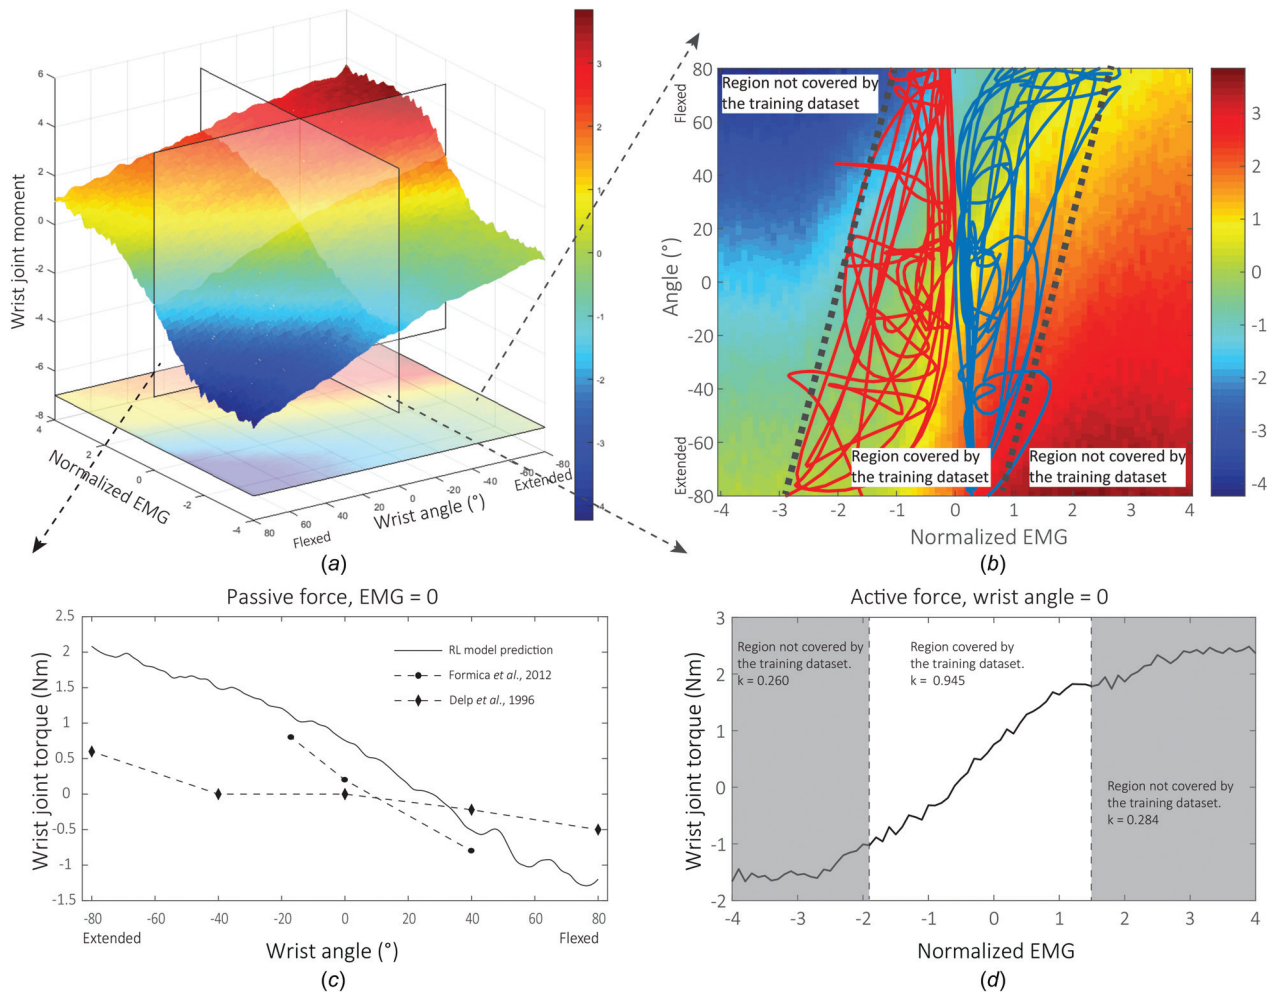 6
4
2
0
-2
-4
-6
-8
Wrist joint moment
4
2
0
-2
-4
Normalized EMG
80
60
40
20
0
-20
-40
-60
-80
Flexed
Wrist angle (°)
Extended
3
2
1
0
-1
-2
-3
(a)
80
60
40
20
0
-20
-40
-60
-80
Flexed
Angle (°)
Extended
Region not covered by
the training dataset
Region covered by
the training dataset
Region not covered by
the training dataset
-4
-3
-2
-1
0
1
2
3
4
Normalized EMG
3
2
1
0
-1
-2
-3
-4
(b)
Passive force, EMG = 0
2.5
2
1.5
1
0.5
0
-0.5
-1
-1.5
Wrist joint torque (Nm)
RL model prediction
Formica et al., 2012
Delp et al., 1996
-80
-60
-40
-20
0
20
40
60
80
Extended
Flexed
Wrist angle (°)
(c)
Active force, wrist angle = 0
3
2
1
0
-1
-2
Wrist joint torque (Nm)
Region not covered by
the training dataset.
k = 0.260
Region covered by
the training dataset.
k = 0.945
Region not covered by
the training dataset.
k = 0.284
-4
-3
-2
-1
0
1
2
3
4
Normalized EMG
(d)